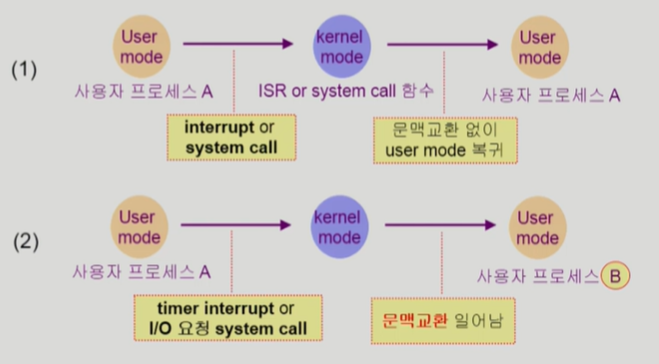 (1)
User
mode
kernel
mode
User
mode
사용자 프로세스 A
ISR or system call 함수
사용자 프로세스 A
interrupt or
system call
문맥교환 없이
user mode 복귀
(2)
User
mode
kernel
mode
User
mode
사용자 프로세스 A
사용자 프로세스 B
timer interrupt or
I/O 요청 system call
문맥교환 일어남